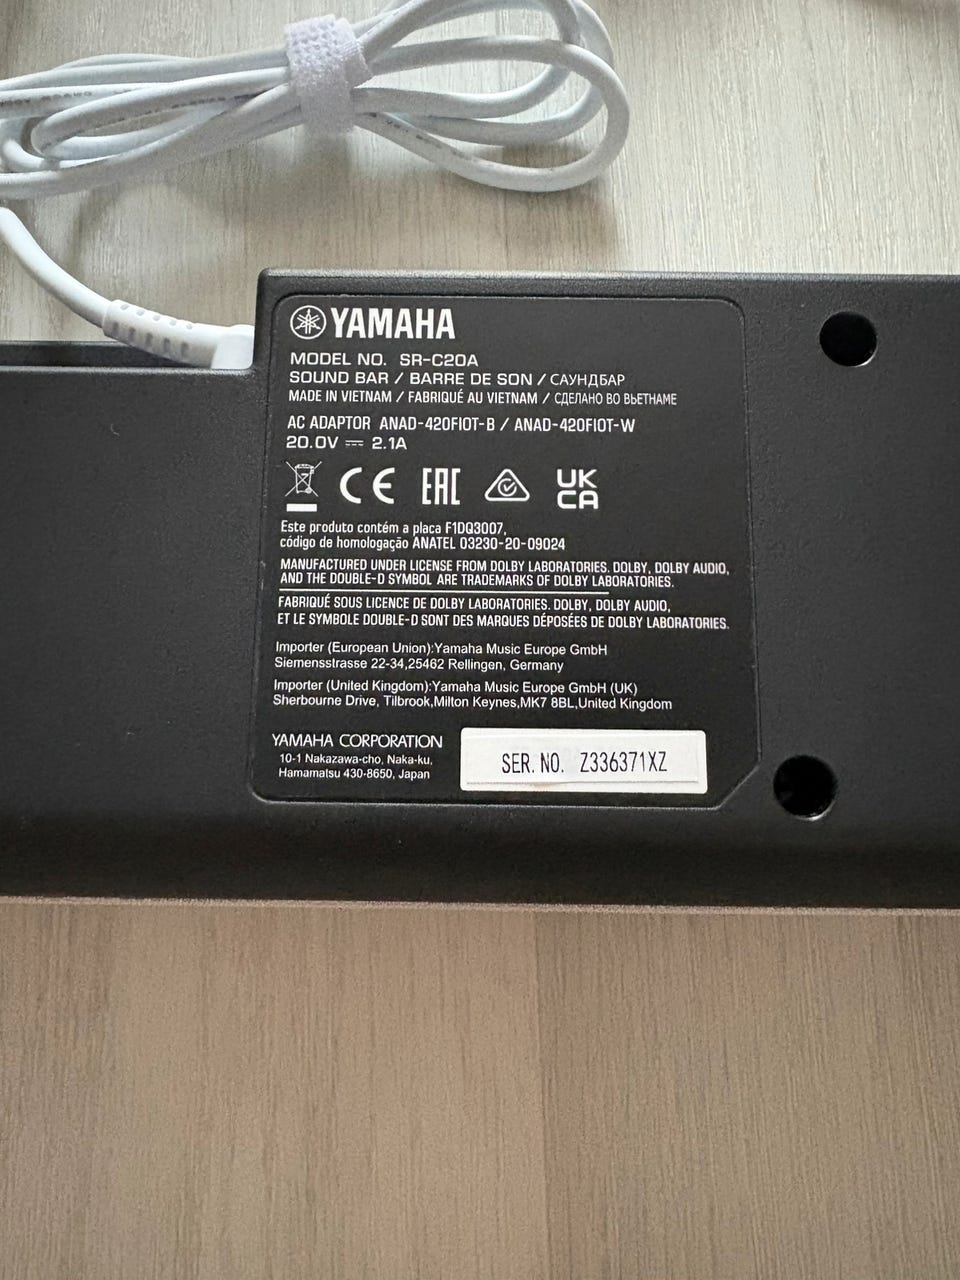 YAMAHA
MODEL NO. SR-C20A
SOUND BAR / BARRE DE SON / САУНДБАР
MADE IN VIETNAM / FABRIQUÉ AU VIETNAM / СДЕЛАНО ВО ВЬЕТНАМЕ
AC ADAPTOR ANAD-420FIOT-B / ANAD-420FIOT-W
20.0V ⎓ 2.1A
CE EAC UK
CA
Este produto contém a placa F1DQ3007,
código de homologação ANATEL 03230-20-09024
MANUFACTURED UNDER LICENSE FROM DOLBY LABORATORIES. DOLBY, DOLBY AUDIO,
AND THE DOUBLE-D SYMBOL ARE TRADEMARKS OF DOLBY LABORATORIES.
FABRIQUÉ SOUS LICENCE DE DOLBY LABORATORIES. DOLBY, DOLBY AUDIO,
ET LE SYMBOLE DOUBLE-D SONT DES MARQUES DÉPOSÉES DE DOLBY LABORATORIES.
Importer (European Union):Yamaha Music Europe GmbH
Siemensstrasse 22-34,25462 Rellingen, Germany
Importer (United Kingdom):Yamaha Music Europe GmbH (UK)
Sherbourne Drive, Tilbrook,Milton Keynes,MK7 8BL,United Kingdom
YAMAHA CORPORATION
10-1 Nakazawa-cho, Naka-ku,
Hamamatsu 430-8650, Japan
SER. NO. Z336371XZ